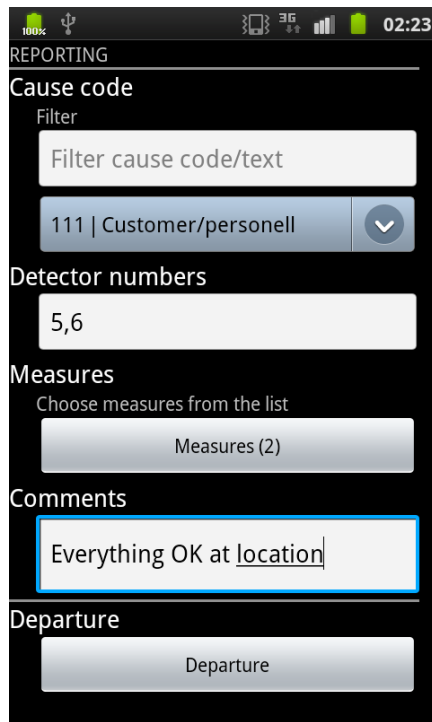 100%
3G
02:23
REPORTING
Cause code
Filter
Filter cause code/text
111 | Customer/personell
Detector numbers
5,6
Measures
Choose measures from the list
Measures (2)
Comments
Everything OK at location
Departure
Departure